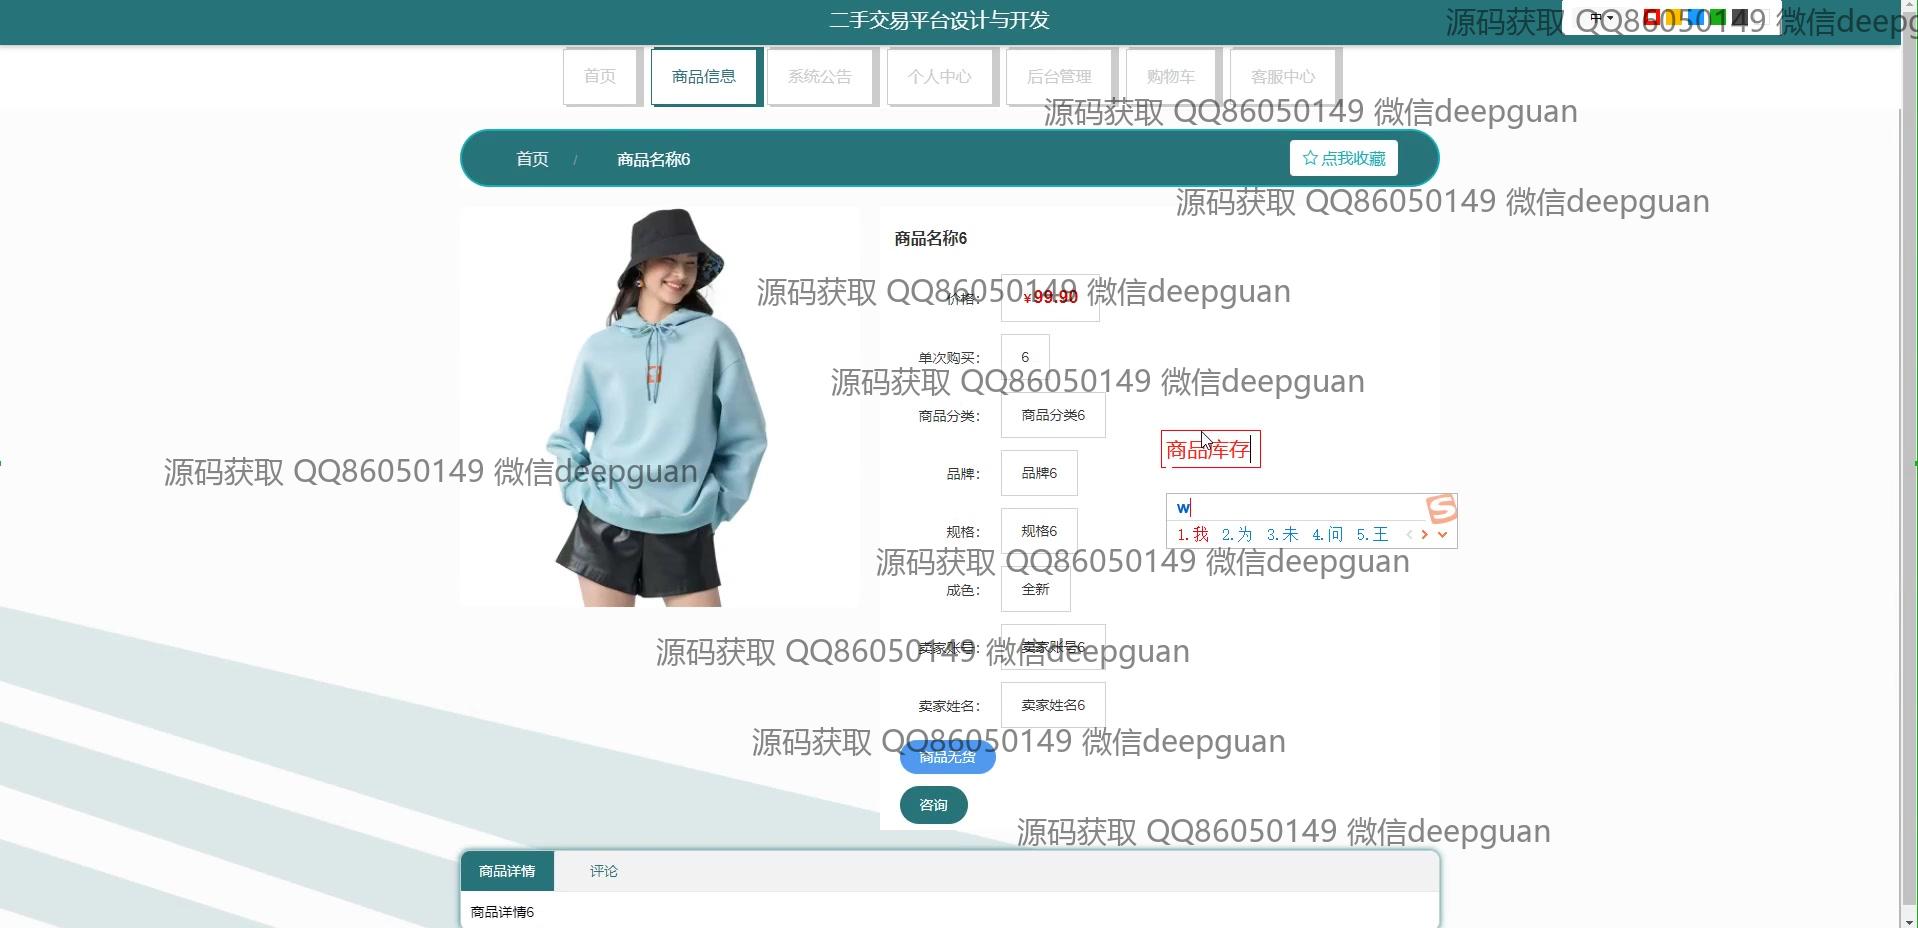 二手交易平台设计与开发
中
源码获取 QQ86050149 微信deepg
首页
商品信息
系统公告
个人中心
后台管理
购物车
客服中心
源码获取 QQ86050149 微信deepguan
首页 / 商品名称6
点我收藏
源码获取 QQ86050149 微信deepguan
商品名称6
价格： ￥99.90
源码获取 QQ86050149 微信deepguan
单次购买： 6
源码获取 QQ86050149 微信deepguan
商品分类： 商品分类6
商品库存
源码获取 QQ86050149 微信deepguan
品牌： 品牌6
w
规格： 规格6
1.我 2.为 3.未 4.问 5.王
源码获取 QQ86050149 微信deepguan
成色： 全新
卖家账号： 卖家账号6
源码获取 QQ86050149 微信deepguan
卖家姓名： 卖家姓名6
源码获取 QQ86050149 微信deepguan
商品无货
咨询
源码获取 QQ86050149 微信deepguan
商品详情
评论
商品详情6